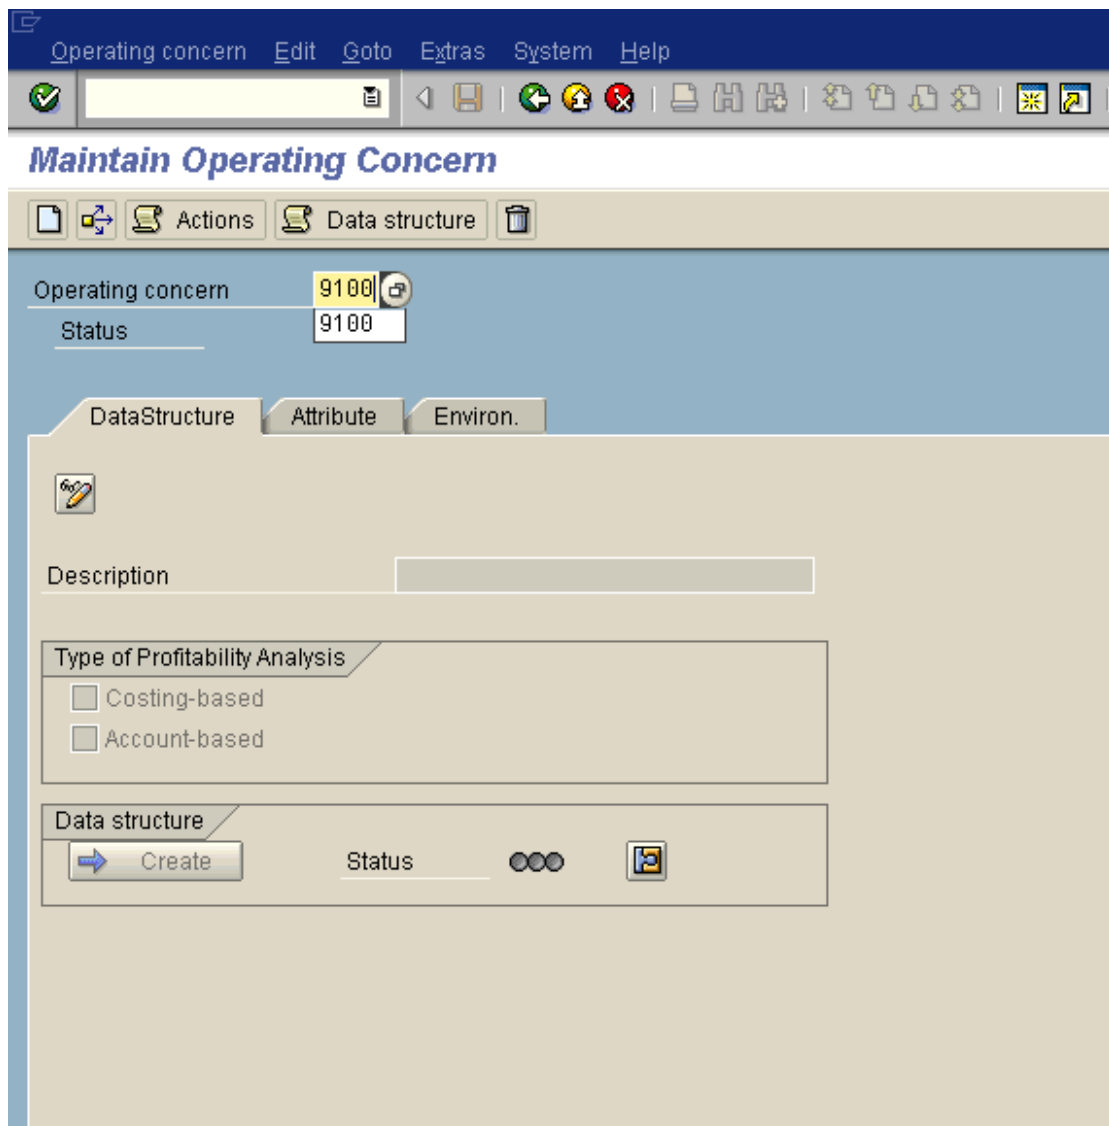 Operating concern Edit Goto Extras System Help
Maintain Operating Concern
Actions Data structure
Operating concern 9100
Status 9100
DataStructure Attribute Environ.
Description
Type of Profitability Analysis
Costing-based
Account-based
Data structure
Create Status